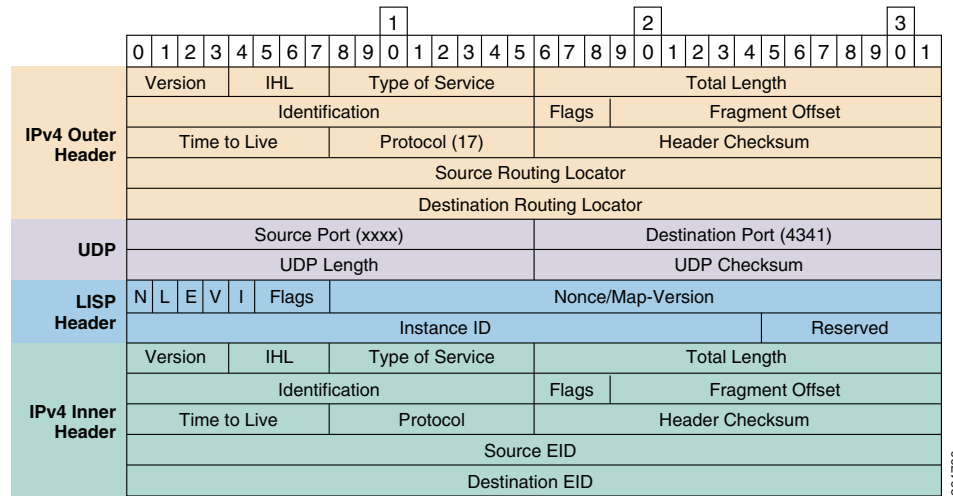 1 2 3
0 1 2 3 4 5 6 7 8 9 0 1 2 3 4 5 6 7 8 9 0 1 2 3 4 5 6 7 8 9 0 1
IPv4 Outer
Header
Version IHL Type of Service Total Length
Identification Flags Fragment Offset
Time to Live Protocol (17) Header Checksum
Source Routing Locator
Destination Routing Locator
UDP
Source Port (xxxx) Destination Port (4341)
UDP Length UDP Checksum
LISP
Header
N L E V I Flags Nonce/Map-Version
Instance ID Reserved
IPv4 Inner
Header
Version IHL Type of Service Total Length
Identification Flags Fragment Offset
Time to Live Protocol Header Checksum
Source EID
Destination EID